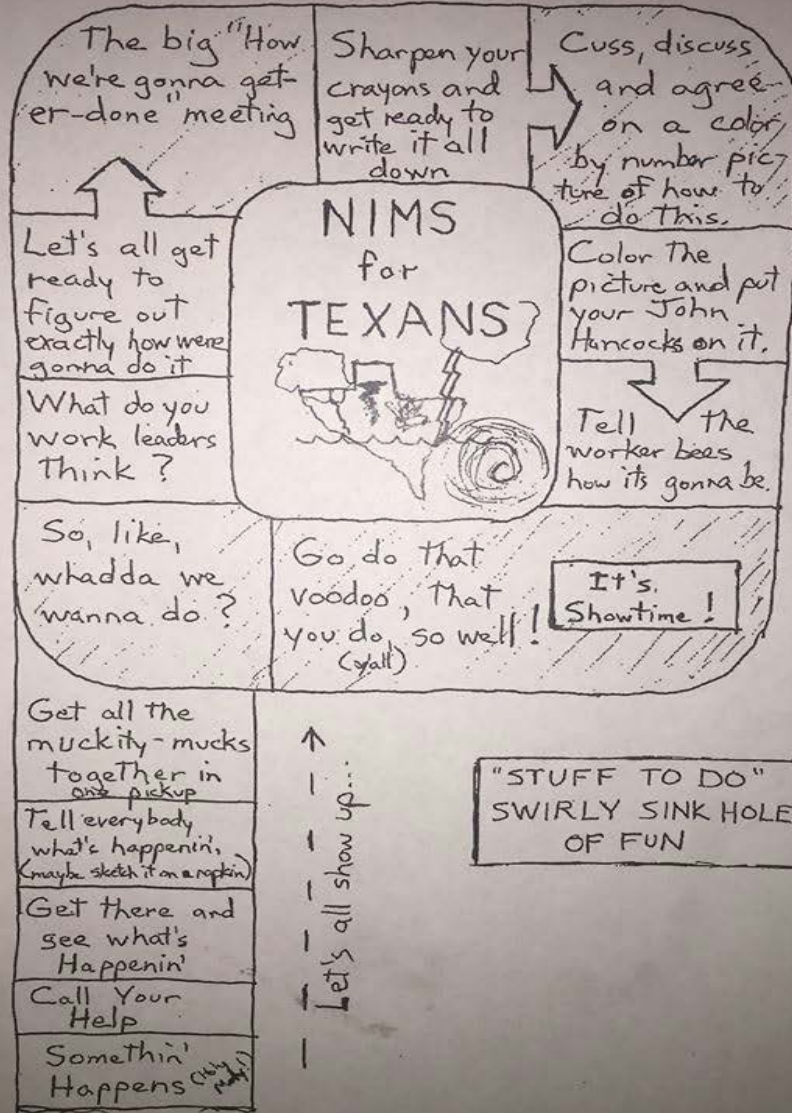 The big "How
we're gonna get-
er-done" meeting
Sharpen your
crayons and
get ready to
write it all
down
Cuss, discuss
and agree
on a color
by number pic-
ture of how to
do This.
Let's all get
ready to
figure out
exactly how were
gonna do it
NIMS
for
TEXANS
Color The
picture and put
your John
Hancocks on it.
What do you
work leaders
Think ?
Tell the
worker bees
how its gonna be.
So, like,
whadda we
wanna do ?
Go do that
voodoo, That
you do, so well !
(y'all)
It's
Showtime !
Get all The
muckity-mucks
together in
one pickup
Tell everybody
what's happenin'.
(maybe sketch it on a napkin)
Get there and
see what's
Happenin'
Call Your
Help
Somethin'
Happens
Let's all show up...
"STUFF TO DO"
SWIRLY SINK HOLE
OF FUN